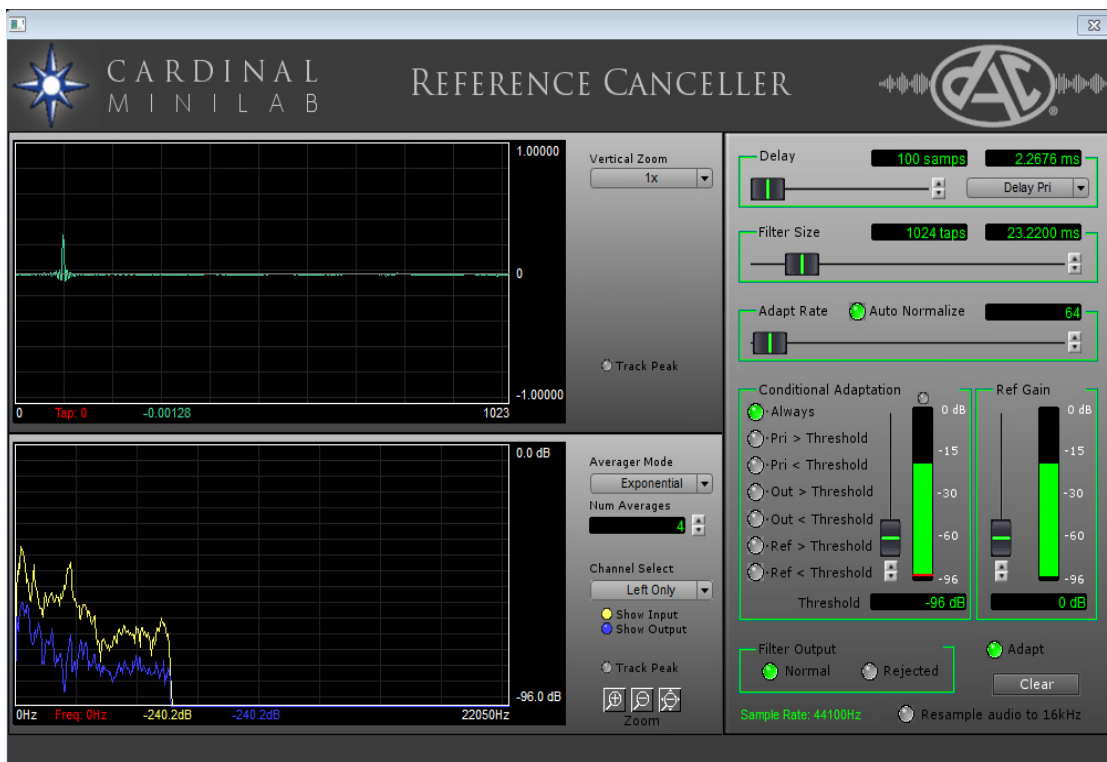 CARDINAL
MINILAB
REFERENCE CANCELLER
DAC
®
1.00000
0
-1.00000
0
Tap: 0
-0.00128
1023
Vertical Zoom
1x
Track Peak
0.0 dB
-96.0 dB
0Hz
Freq: 0Hz
-240.2dB
-240.2dB
22050Hz
Averager Mode
Exponential
Num Averages
4
Channel Select
Left Only
Show Input
Show Output
Track Peak
Zoom
Delay
100 samps
2.2676 ms
Delay Pri
Filter Size
1024 taps
23.2200 ms
Adapt Rate
Auto Normalize
64
Conditional Adaptation
Always
Pri > Threshold
Pri < Threshold
Out > Threshold
Out < Threshold
Ref > Threshold
Ref < Threshold
0 dB
-15
-30
-60
-96
Threshold
-96 dB
Ref Gain
0 dB
-15
-30
-60
-96
0 dB
Filter Output
Normal
Rejected
Adapt
Clear
Sample Rate: 44100Hz
Resample audio to 16kHz